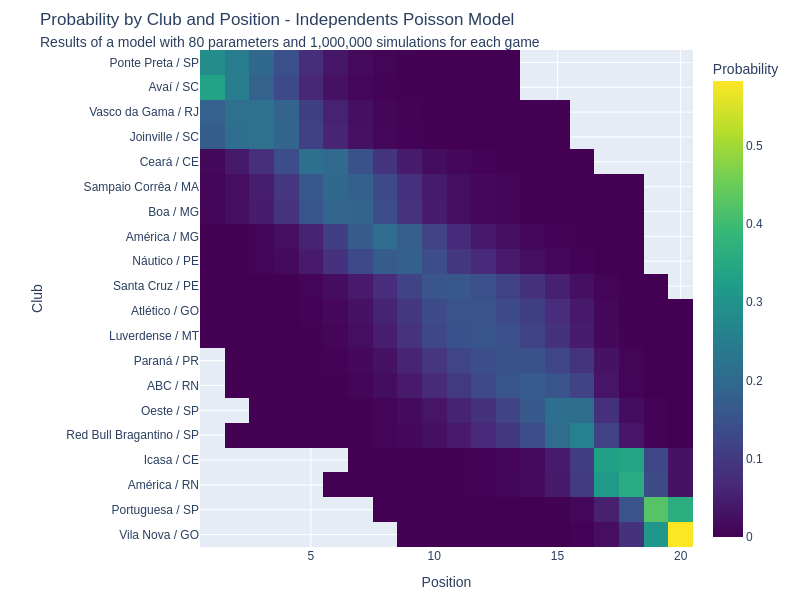 Probability by Club and Position - Independents Poisson Model
Results of a model with 80 parameters and 1,000,000 simulations for each game
Probability
Ponte Preta / SP
Avaí / SC
Vasco da Gama / RJ
Joinville / SC
Ceará / CE
Sampaio Corrêa / MA
Boa / MG
América / MG
Náutico / PE
Santa Cruz / PE
Atlético / GO
Luverdense / MT
Paraná / PR
ABC / RN
Oeste / SP
Red Bull Bragantino / SP
Icasa / CE
América / RN
Portuguesa / SP
Vila Nova / GO
Club
5
10
15
20
Position
0.5
0.4
0.3
0.2
0.1
0